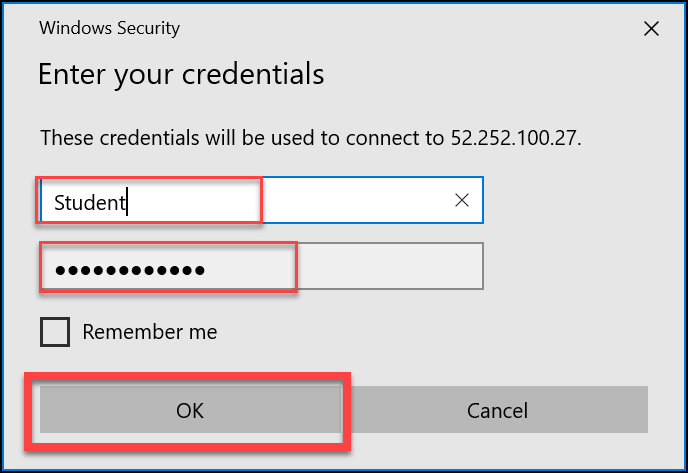 Windows Security
Enter your credentials
These credentials will be used to connect to 52.252.100.27.
Student
●●●●●●●●●●●●
Remember me
OK
Cancel